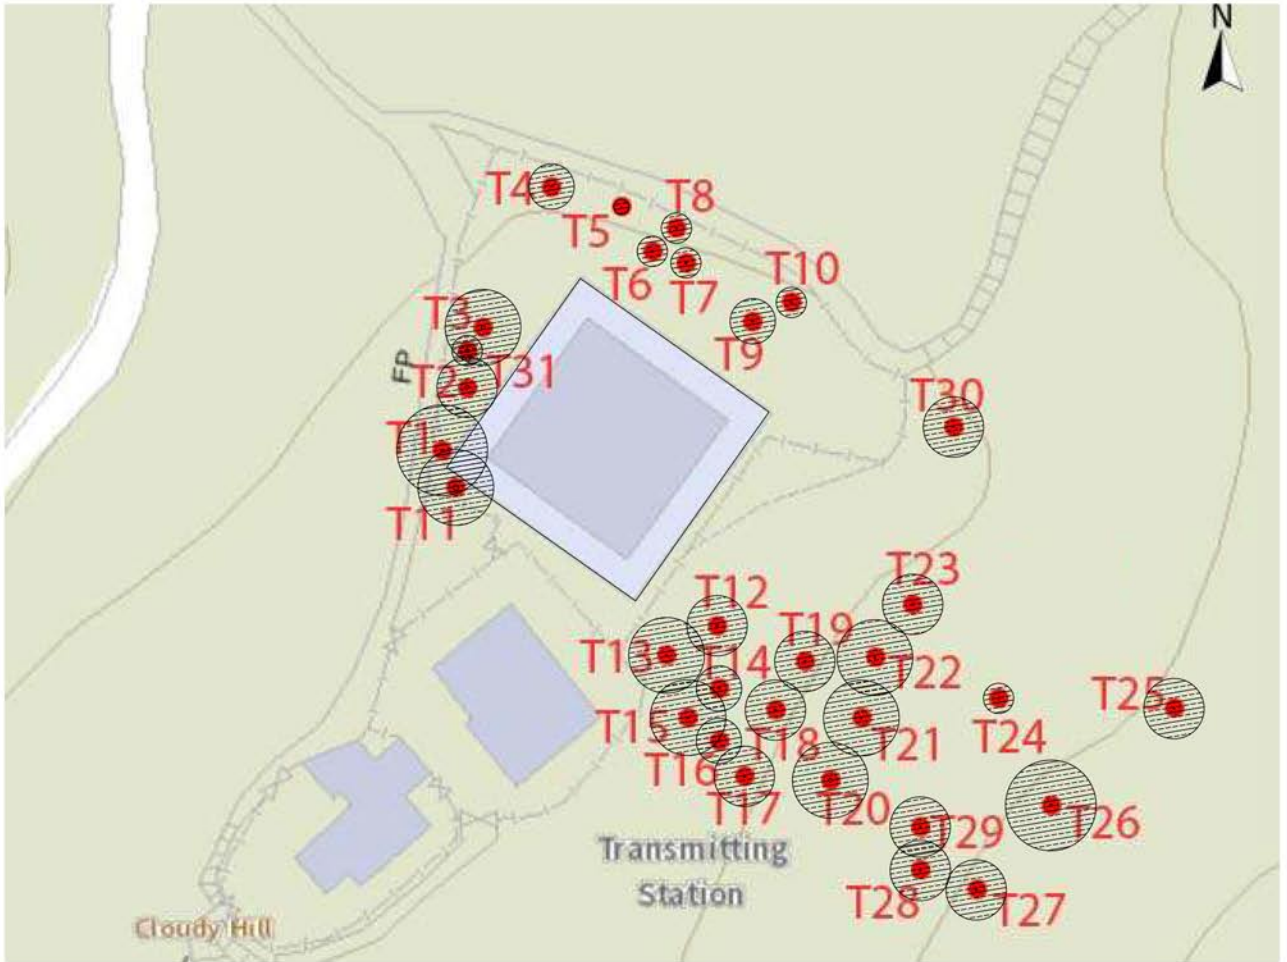 N
T4
T8
T5
T6
T7
T10
T3
T9
FP
T2
T31
T30
T1
T11
T23
T12
T19
T13
T14
T22
T15
T25
T18
T21
T24
T16
T17
T20
T26
T29
Transmitting
Station
T28
T27
Cloudy Hill